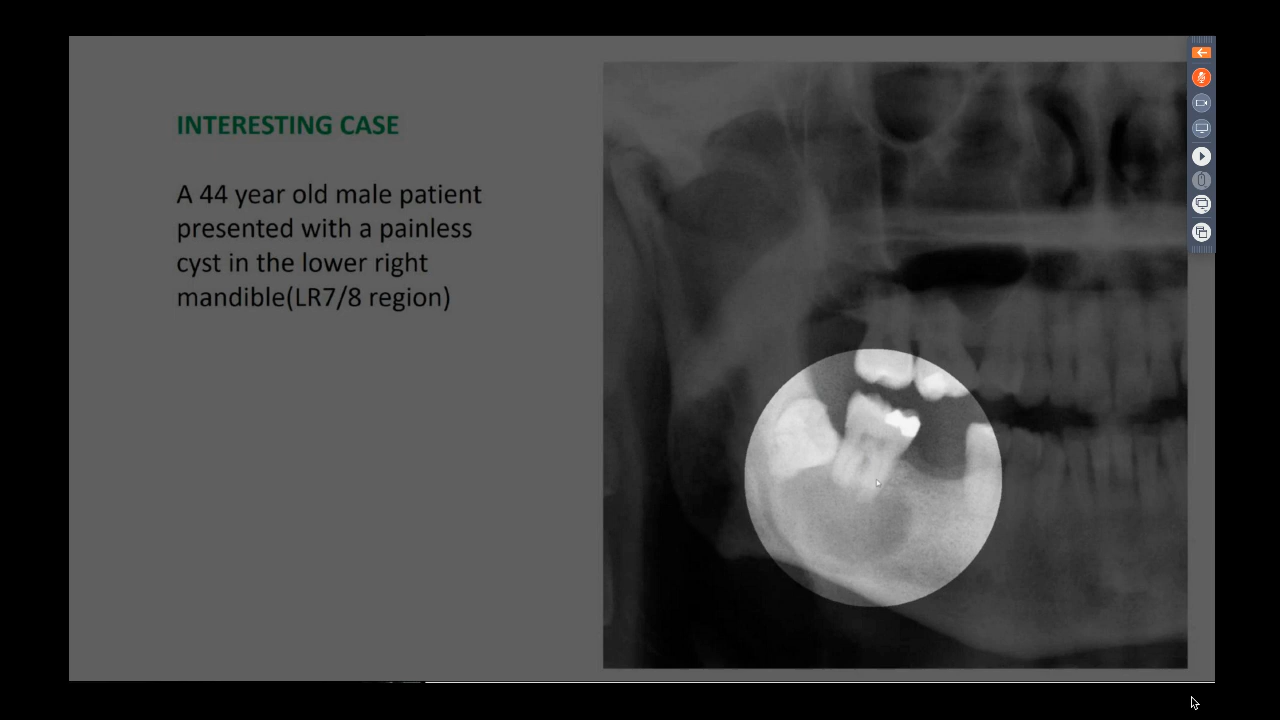 INTERESTING CASE
A 44 year old male patient
presented with a painless
cyst in the lower right
mandible(LR7/8 region)